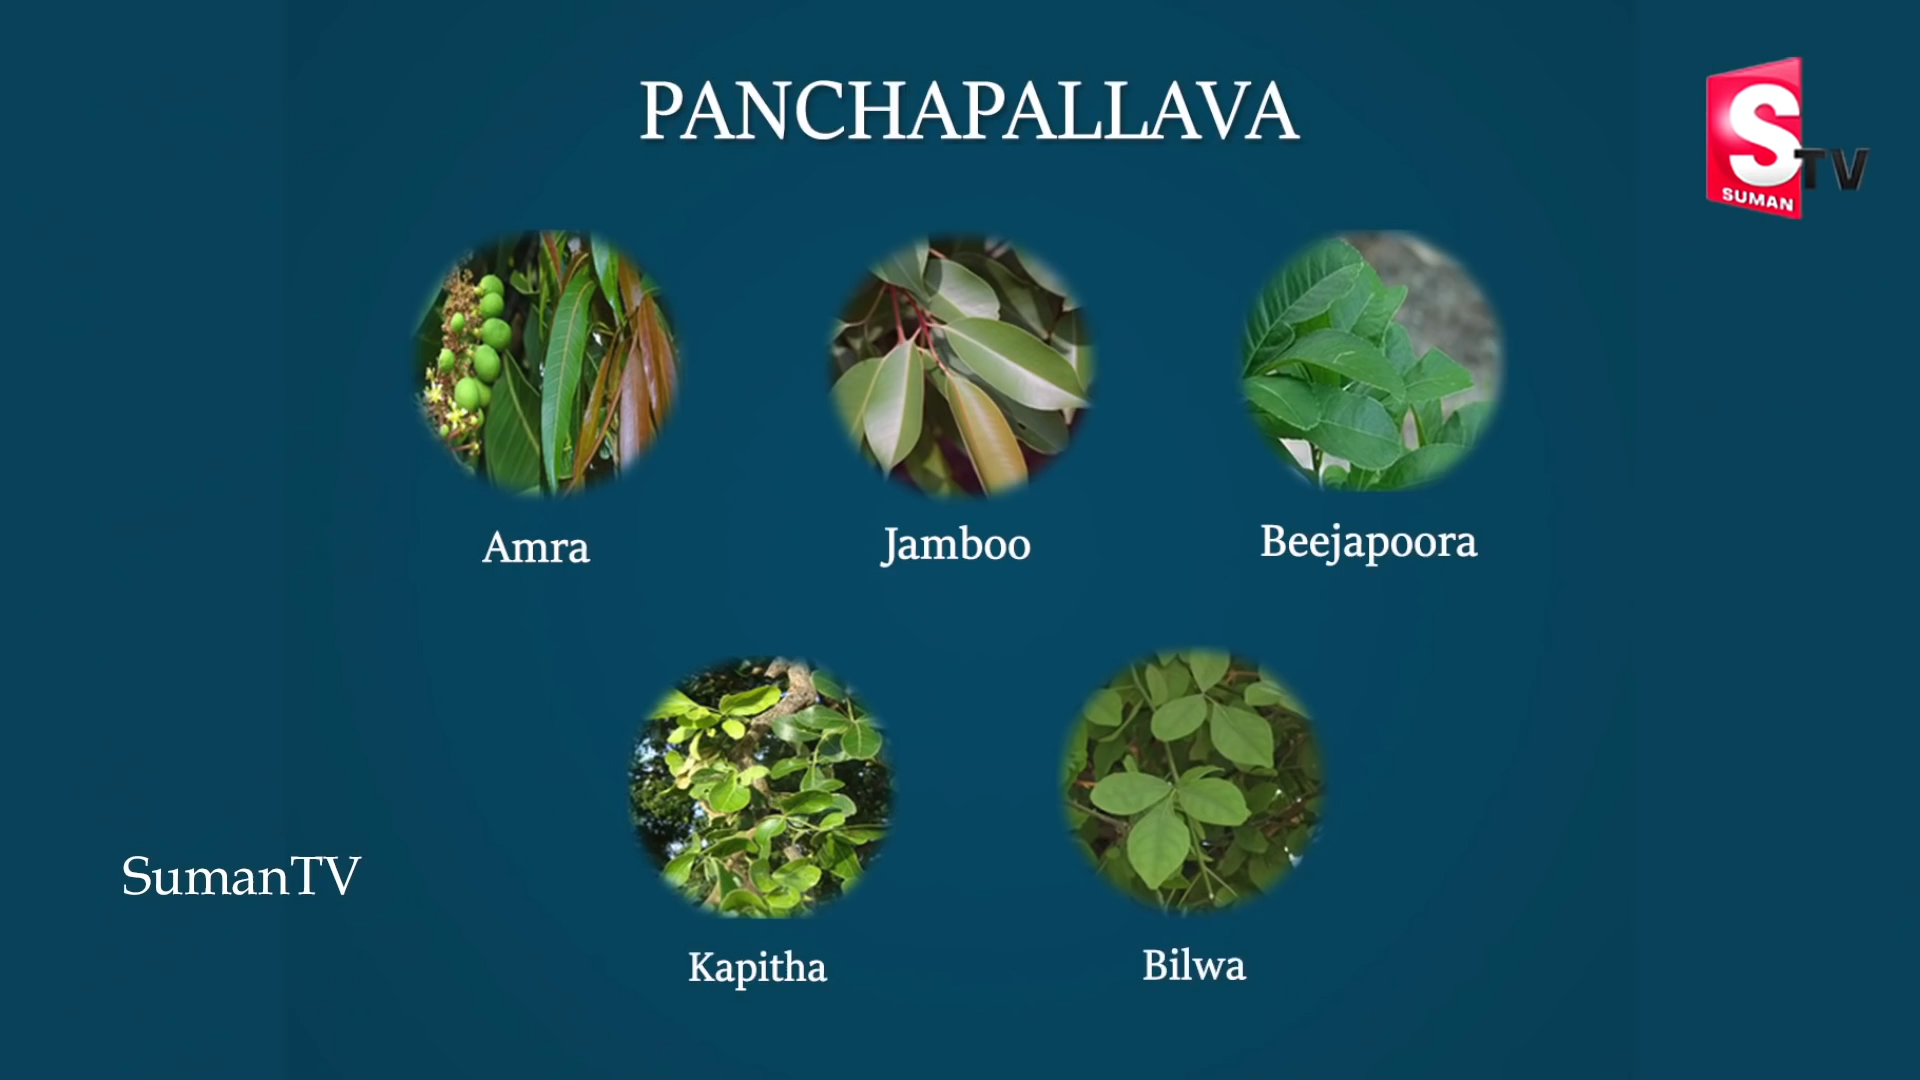 PANCHAPALLAVA
S TV
SUMAN
Amra
Jamboo
Beejapoora
SumanTV
Kapitha
Bilwa